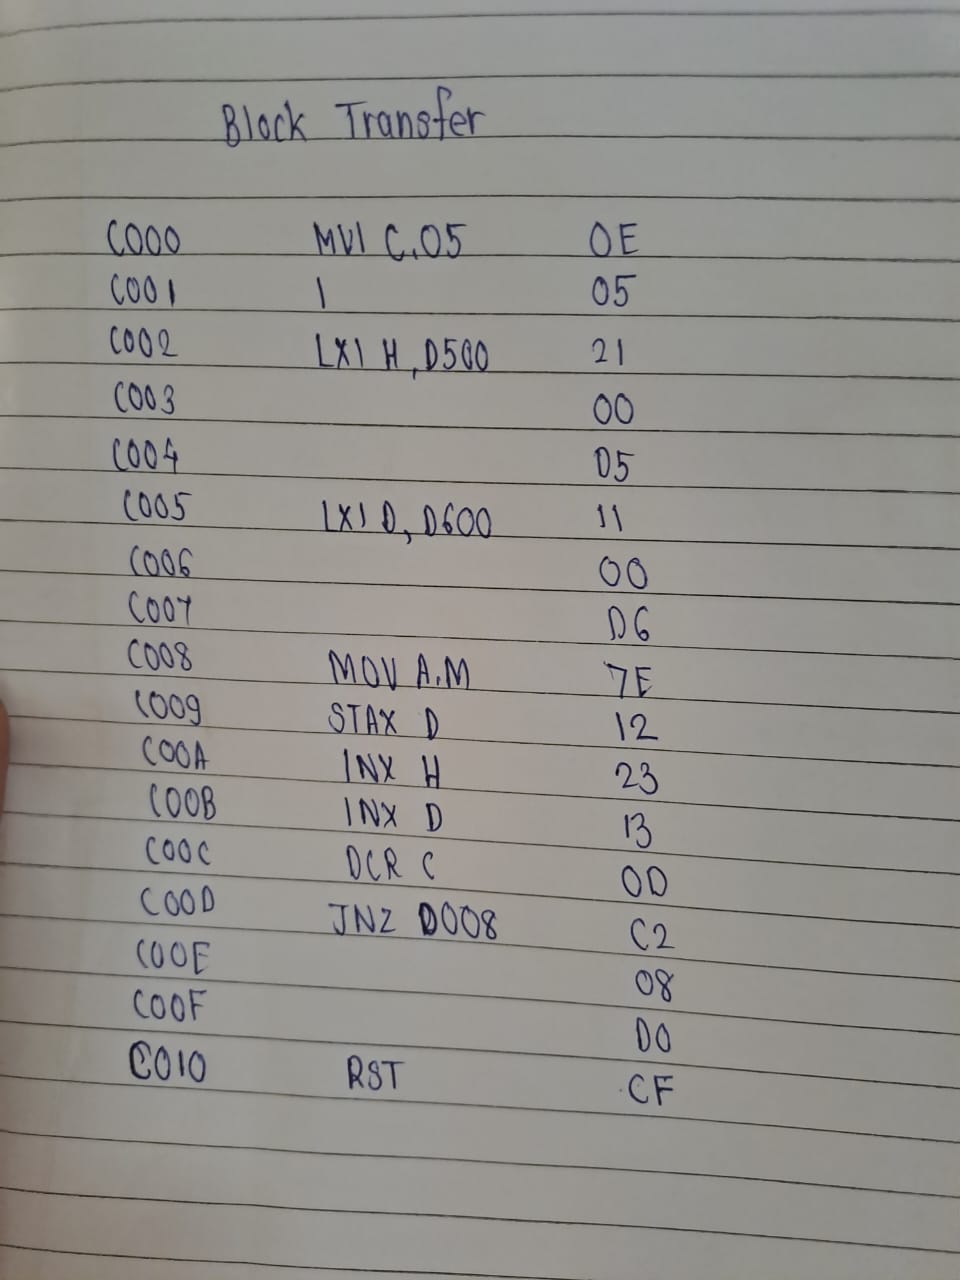 Block Transfer
C000 MVI C,05 0E
C001 | 05
C002 LXI H,D500 21
C003 00
C004 D5
C005 LXI D,D600 11
C006 00
C007 D6
C008 MOV A,M 7E
C009 STAX D 12
C00A INX H 23
C00B INX D 13
C00C DCR C 0D
C00D JNZ D008 C2
C00E 08
C00F D0
C010 RST CF